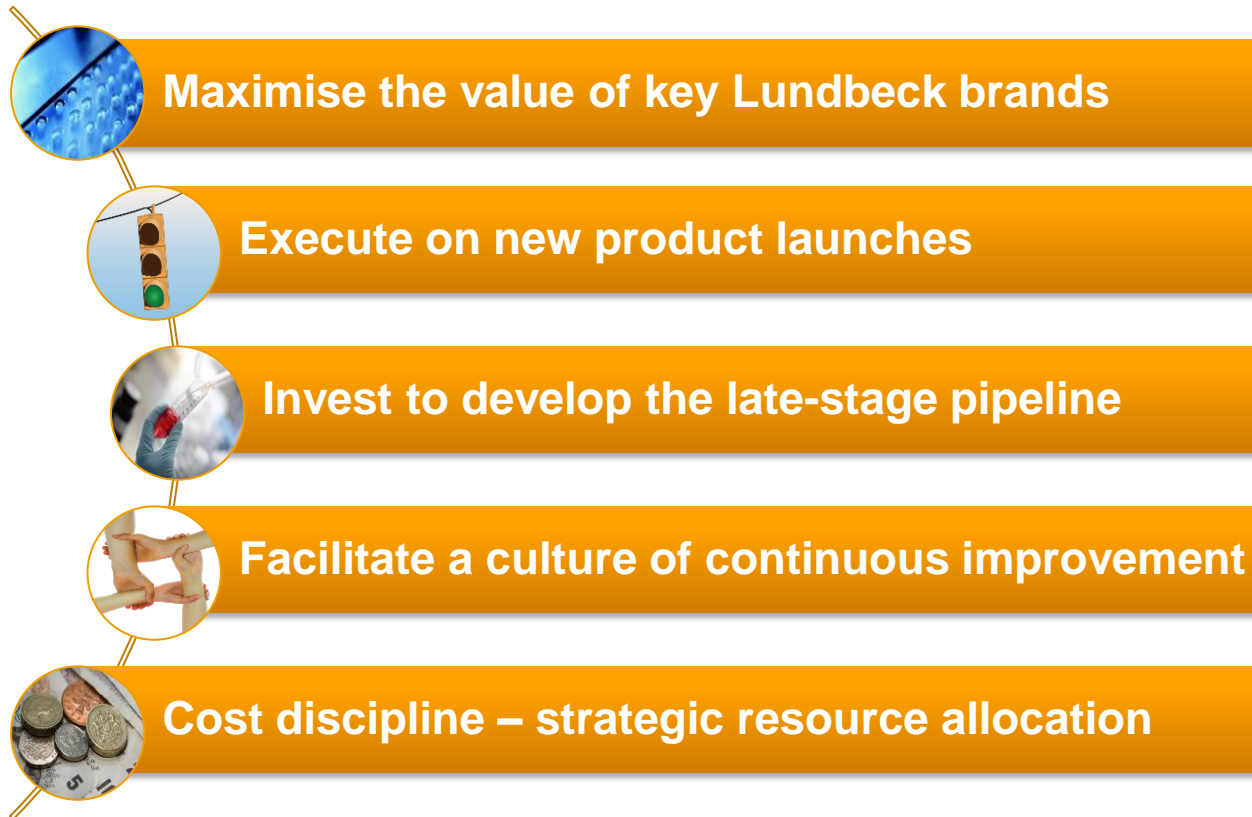 Maximise the value of key Lundbeck brands
Execute on new product launches
Invest to develop the late-stage pipeline
Facilitate a culture of continuous improvement
Cost discipline – strategic resource allocation
5